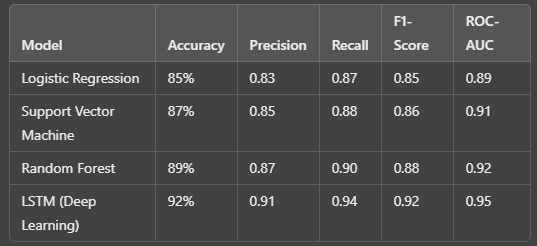 Model Accuracy Precision Recall F1-Score ROC-AUC
Logistic Regression 85% 0.83 0.87 0.85 0.89
Support Vector Machine 87% 0.85 0.88 0.86 0.91
Random Forest 89% 0.87 0.90 0.88 0.92
LSTM (Deep Learning) 92% 0.91 0.94 0.92 0.95